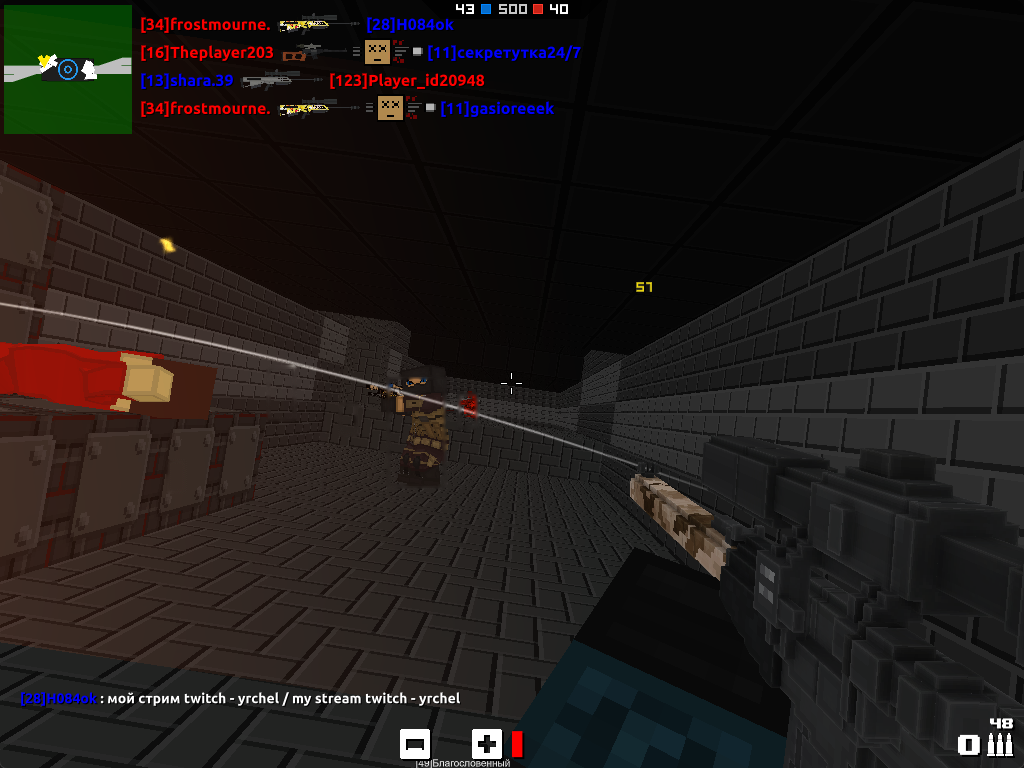 43 500 40
[34]frostmourne. [28]H084ok
[16]Theplayer203 [11]секретутка24/7
[13]shara.39 [123]Player_id20948
[34]frostmourne. [11]gasioreeek
57
[28]H084ok : мой стрим twitch - yrchel / my stream twitch - yrchel
48
0
[49]Благословенный